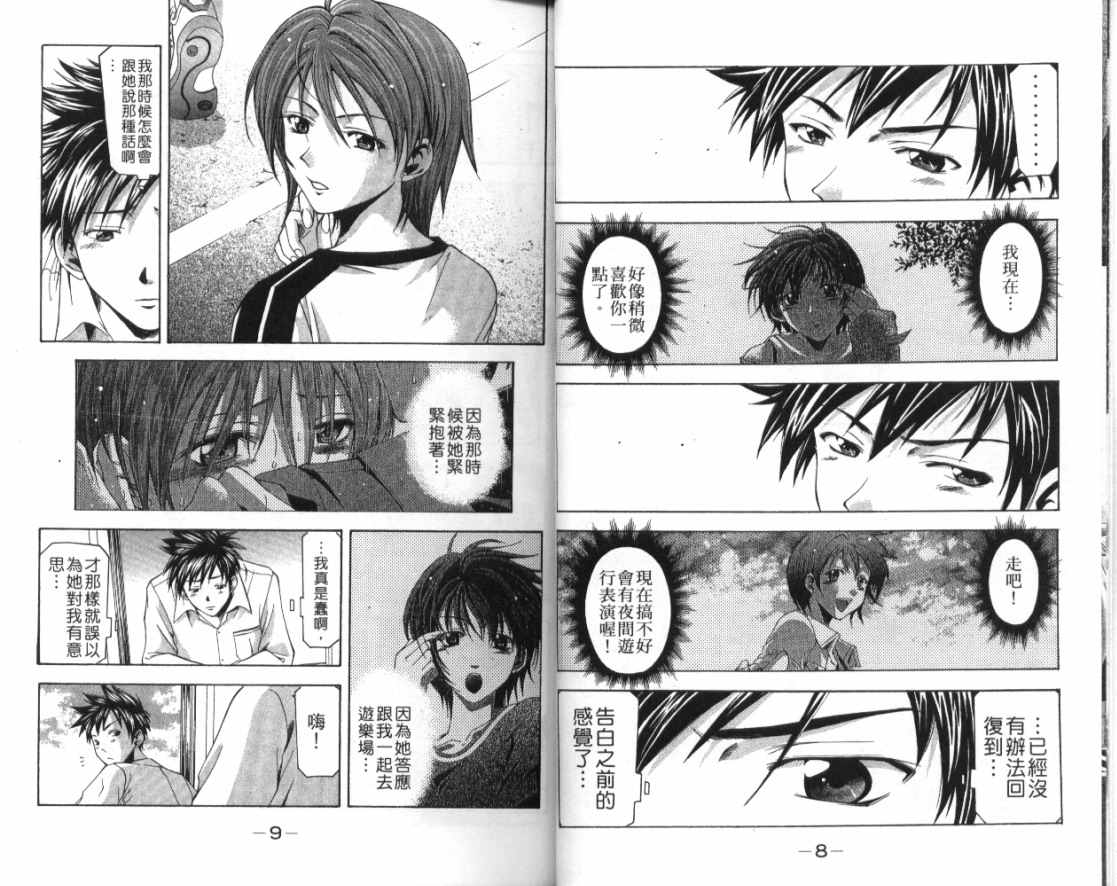 ………
我現在…
好像稍微
喜歡你一
點了。
走吧!
現在搞不好
會有夜間遊
行表演喔!
…已經沒
有辦法回
復到…
告白之前的
感覺了…
—8—
我那時候怎麼會
跟她說那種話啊
…
因為那時
候被她緊
緊抱著…
因為她答應
跟我一起去
遊樂場…
…我真是蠢啊,
才那樣就誤以
為她對我有意
思…
嗨!
—9—